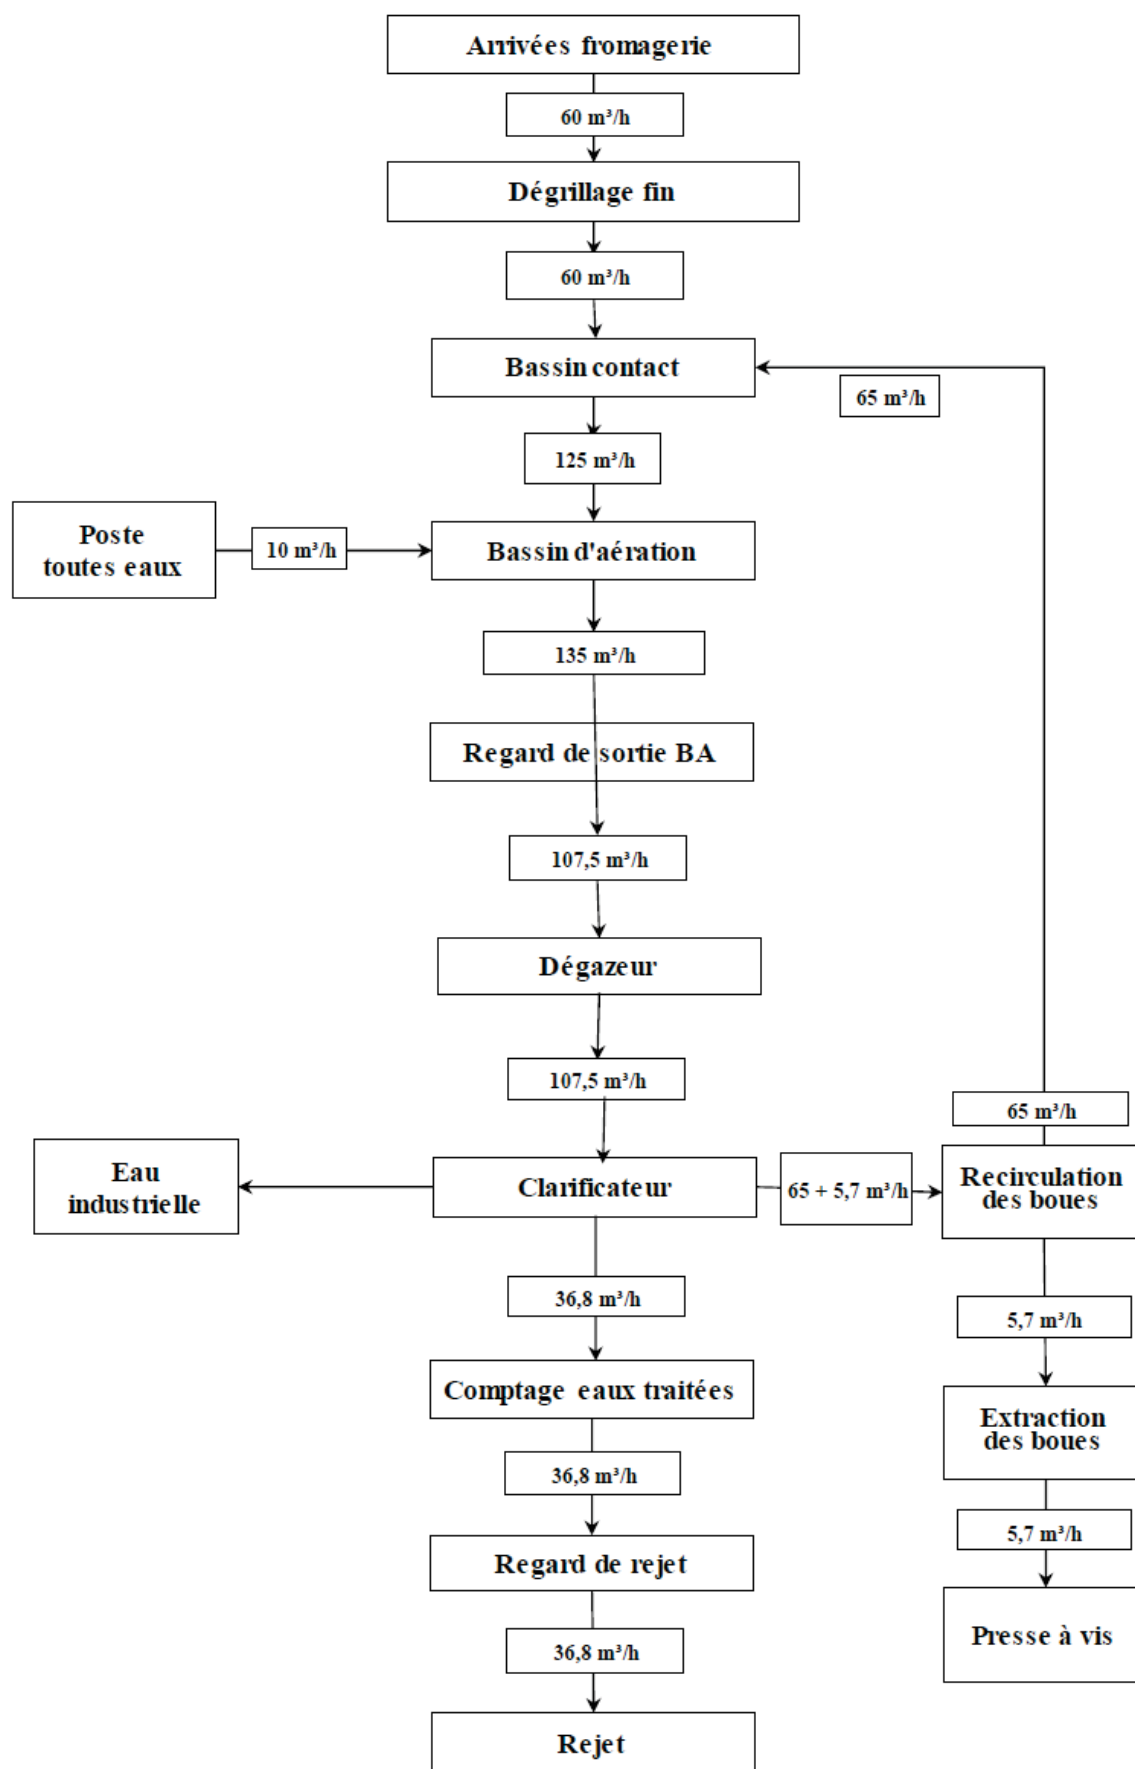 Arrivées fromagerie
60 m³/h
Dégrillage fin
60 m³/h
Bassin contact
65 m³/h
125 m³/h
Poste
toutes eaux
10 m³/h
Bassin d'aération
135 m³/h
Regard de sortie BA
107,5 m³/h
Dégazeur
107,5 m³/h
65 m³/h
Eau
industrielle
Clarificateur
65 + 5,7 m³/h
Recirculation
des boues
36,8 m³/h
5,7 m³/h
Comptage eaux traitées
Extraction
des boues
36,8 m³/h
5,7 m³/h
Regard de rejet
Presse à vis
36,8 m³/h
Rejet